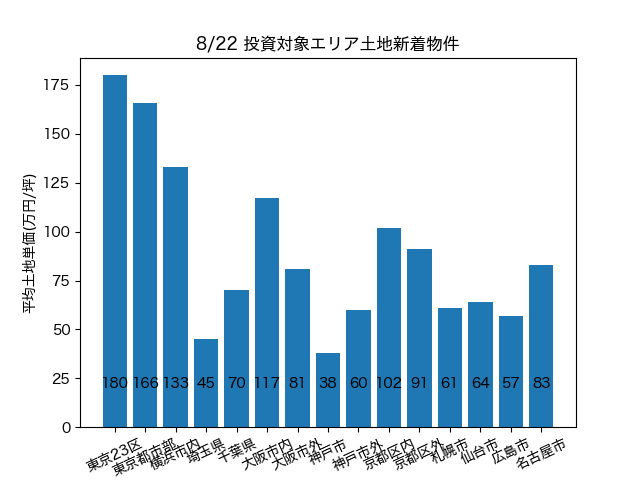 8/22 投資対象エリア土地新着物件
平均土地単価(万円/坪)
175
150
125
100
75
50
25
0
180 166 133 45 70 117 81 38 60 102 91 61 64 57 83
東京23区
東京都市部
横浜市内
埼玉県
千葉県
大阪市内
大阪市外
神戸市
神戸市外
京都区内
京都区外
札幌市
仙台市
広島市
名古屋市